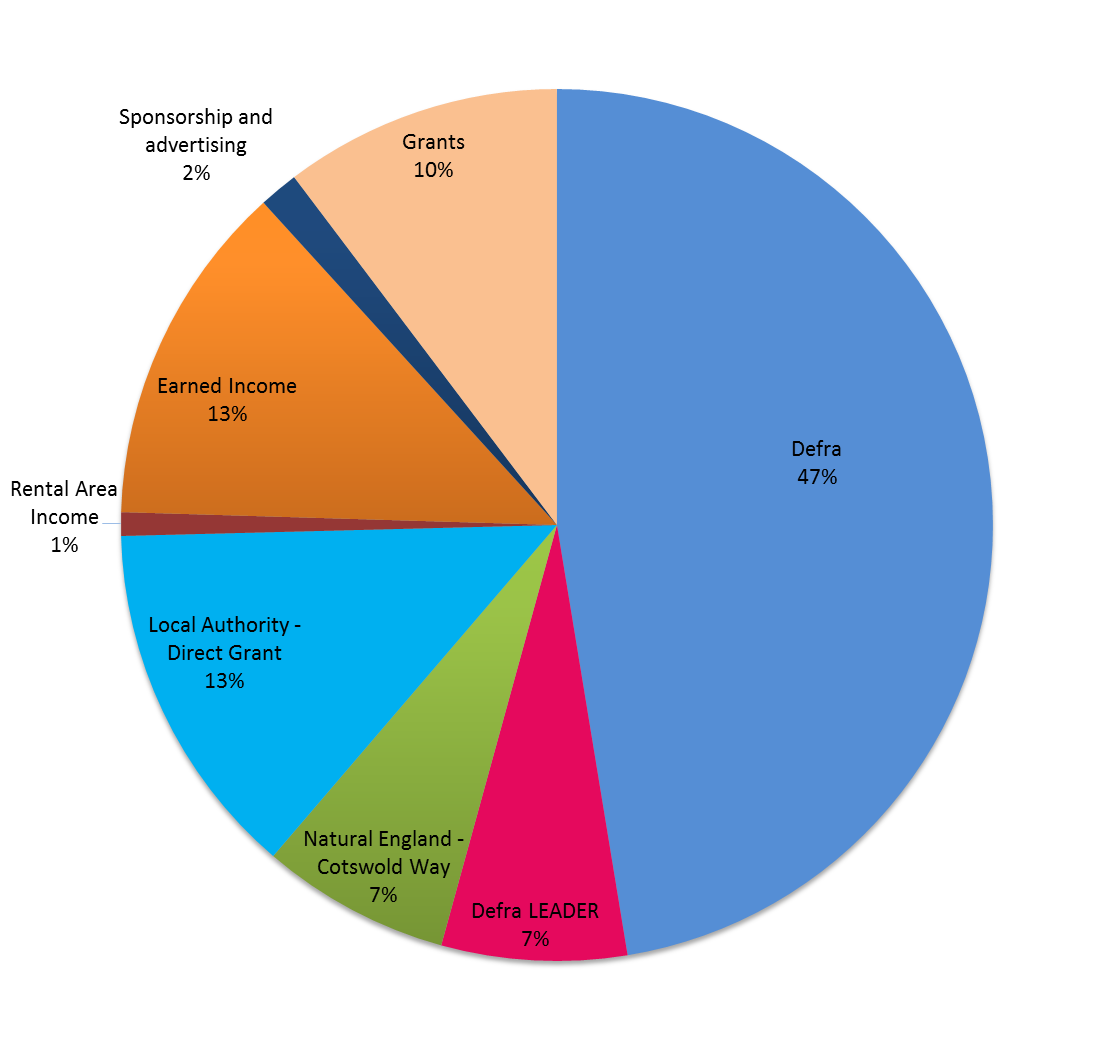 Sponsorship and
advertising
2%
Grants
10%
Earned Income
13%
Defra
47%
Rental Area
Income
1%
Local Authority -
Direct Grant
13%
Natural England -
Cotswold Way
7%
Defra LEADER
7%